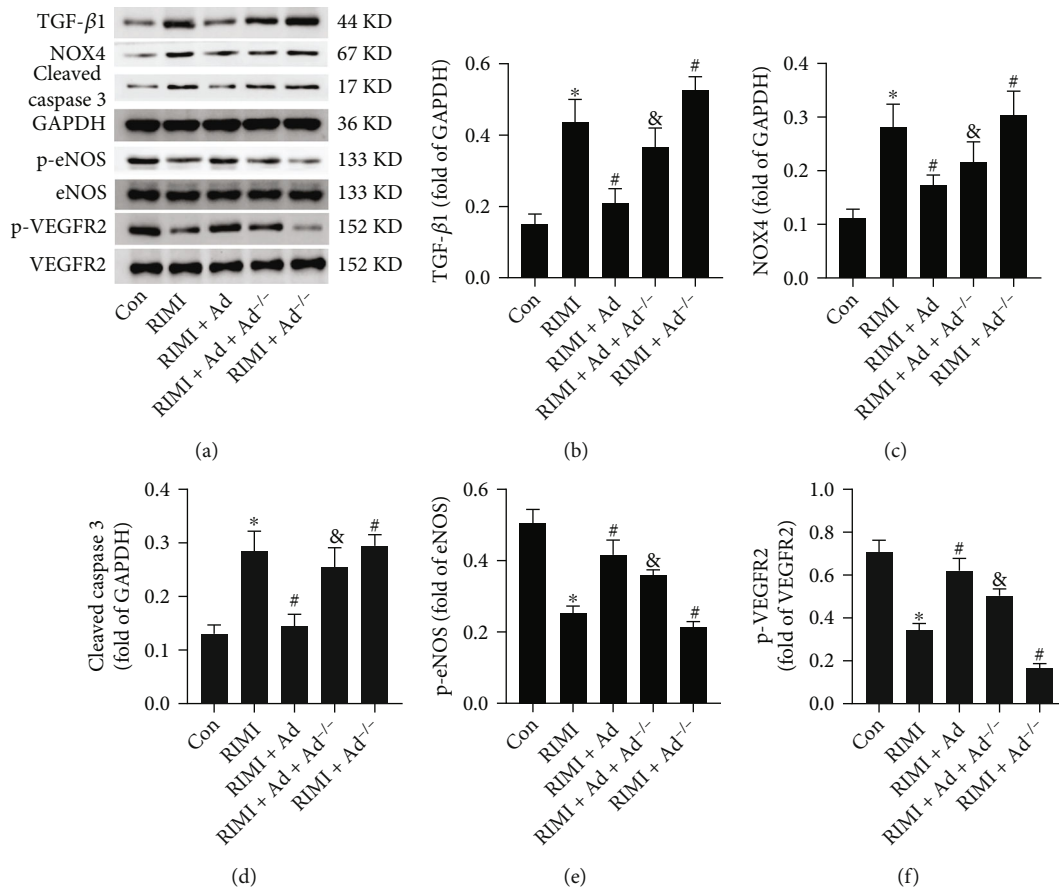 TGF-β1 44 KD
NOX4 67 KD
Cleaved caspase 3 17 KD
GAPDH 36 KD
p-eNOS 133 KD
eNOS 133 KD
p-VEGFR2 152 KD
VEGFR2 152 KD
Con
RIMI
RIMI + Ad
RIMI + Ad + Ad⁻/⁻
RIMI + Ad⁻/⁻
(a)
TGF-β1 (fold of GAPDH)
0.6
0.4
0.2
0.0
*
#
&
#
Con
RIMI
RIMI + Ad
RIMI + Ad + Ad⁻/⁻
RIMI + Ad⁻/⁻
(b)
NOX4 (fold of GAPDH)
0.4
0.3
0.2
0.1
0.0
*
#
&
#
Con
RIMI
RIMI + Ad
RIMI + Ad + Ad⁻/⁻
RIMI + Ad⁻/⁻
(c)
Cleaved caspase 3
(fold of GAPDH)
0.4
0.3
0.2
0.1
0.0
*
#
&
#
Con
RIMI
RIMI + Ad
RIMI + Ad + Ad⁻/⁻
RIMI + Ad⁻/⁻
(d)
p-eNOS (fold of eNOS)
0.6
0.4
0.2
0.0
*
#
&
#
Con
RIMI
RIMI + Ad
RIMI + Ad + Ad⁻/⁻
RIMI + Ad⁻/⁻
(e)
p-VEGFR2
(fold of VEGFR2)
1.0
0.8
0.6
0.4
0.2
0.0
*
#
&
#
Con
RIMI
RIMI + Ad
RIMI + Ad + Ad⁻/⁻
RIMI + Ad⁻/⁻
(f)